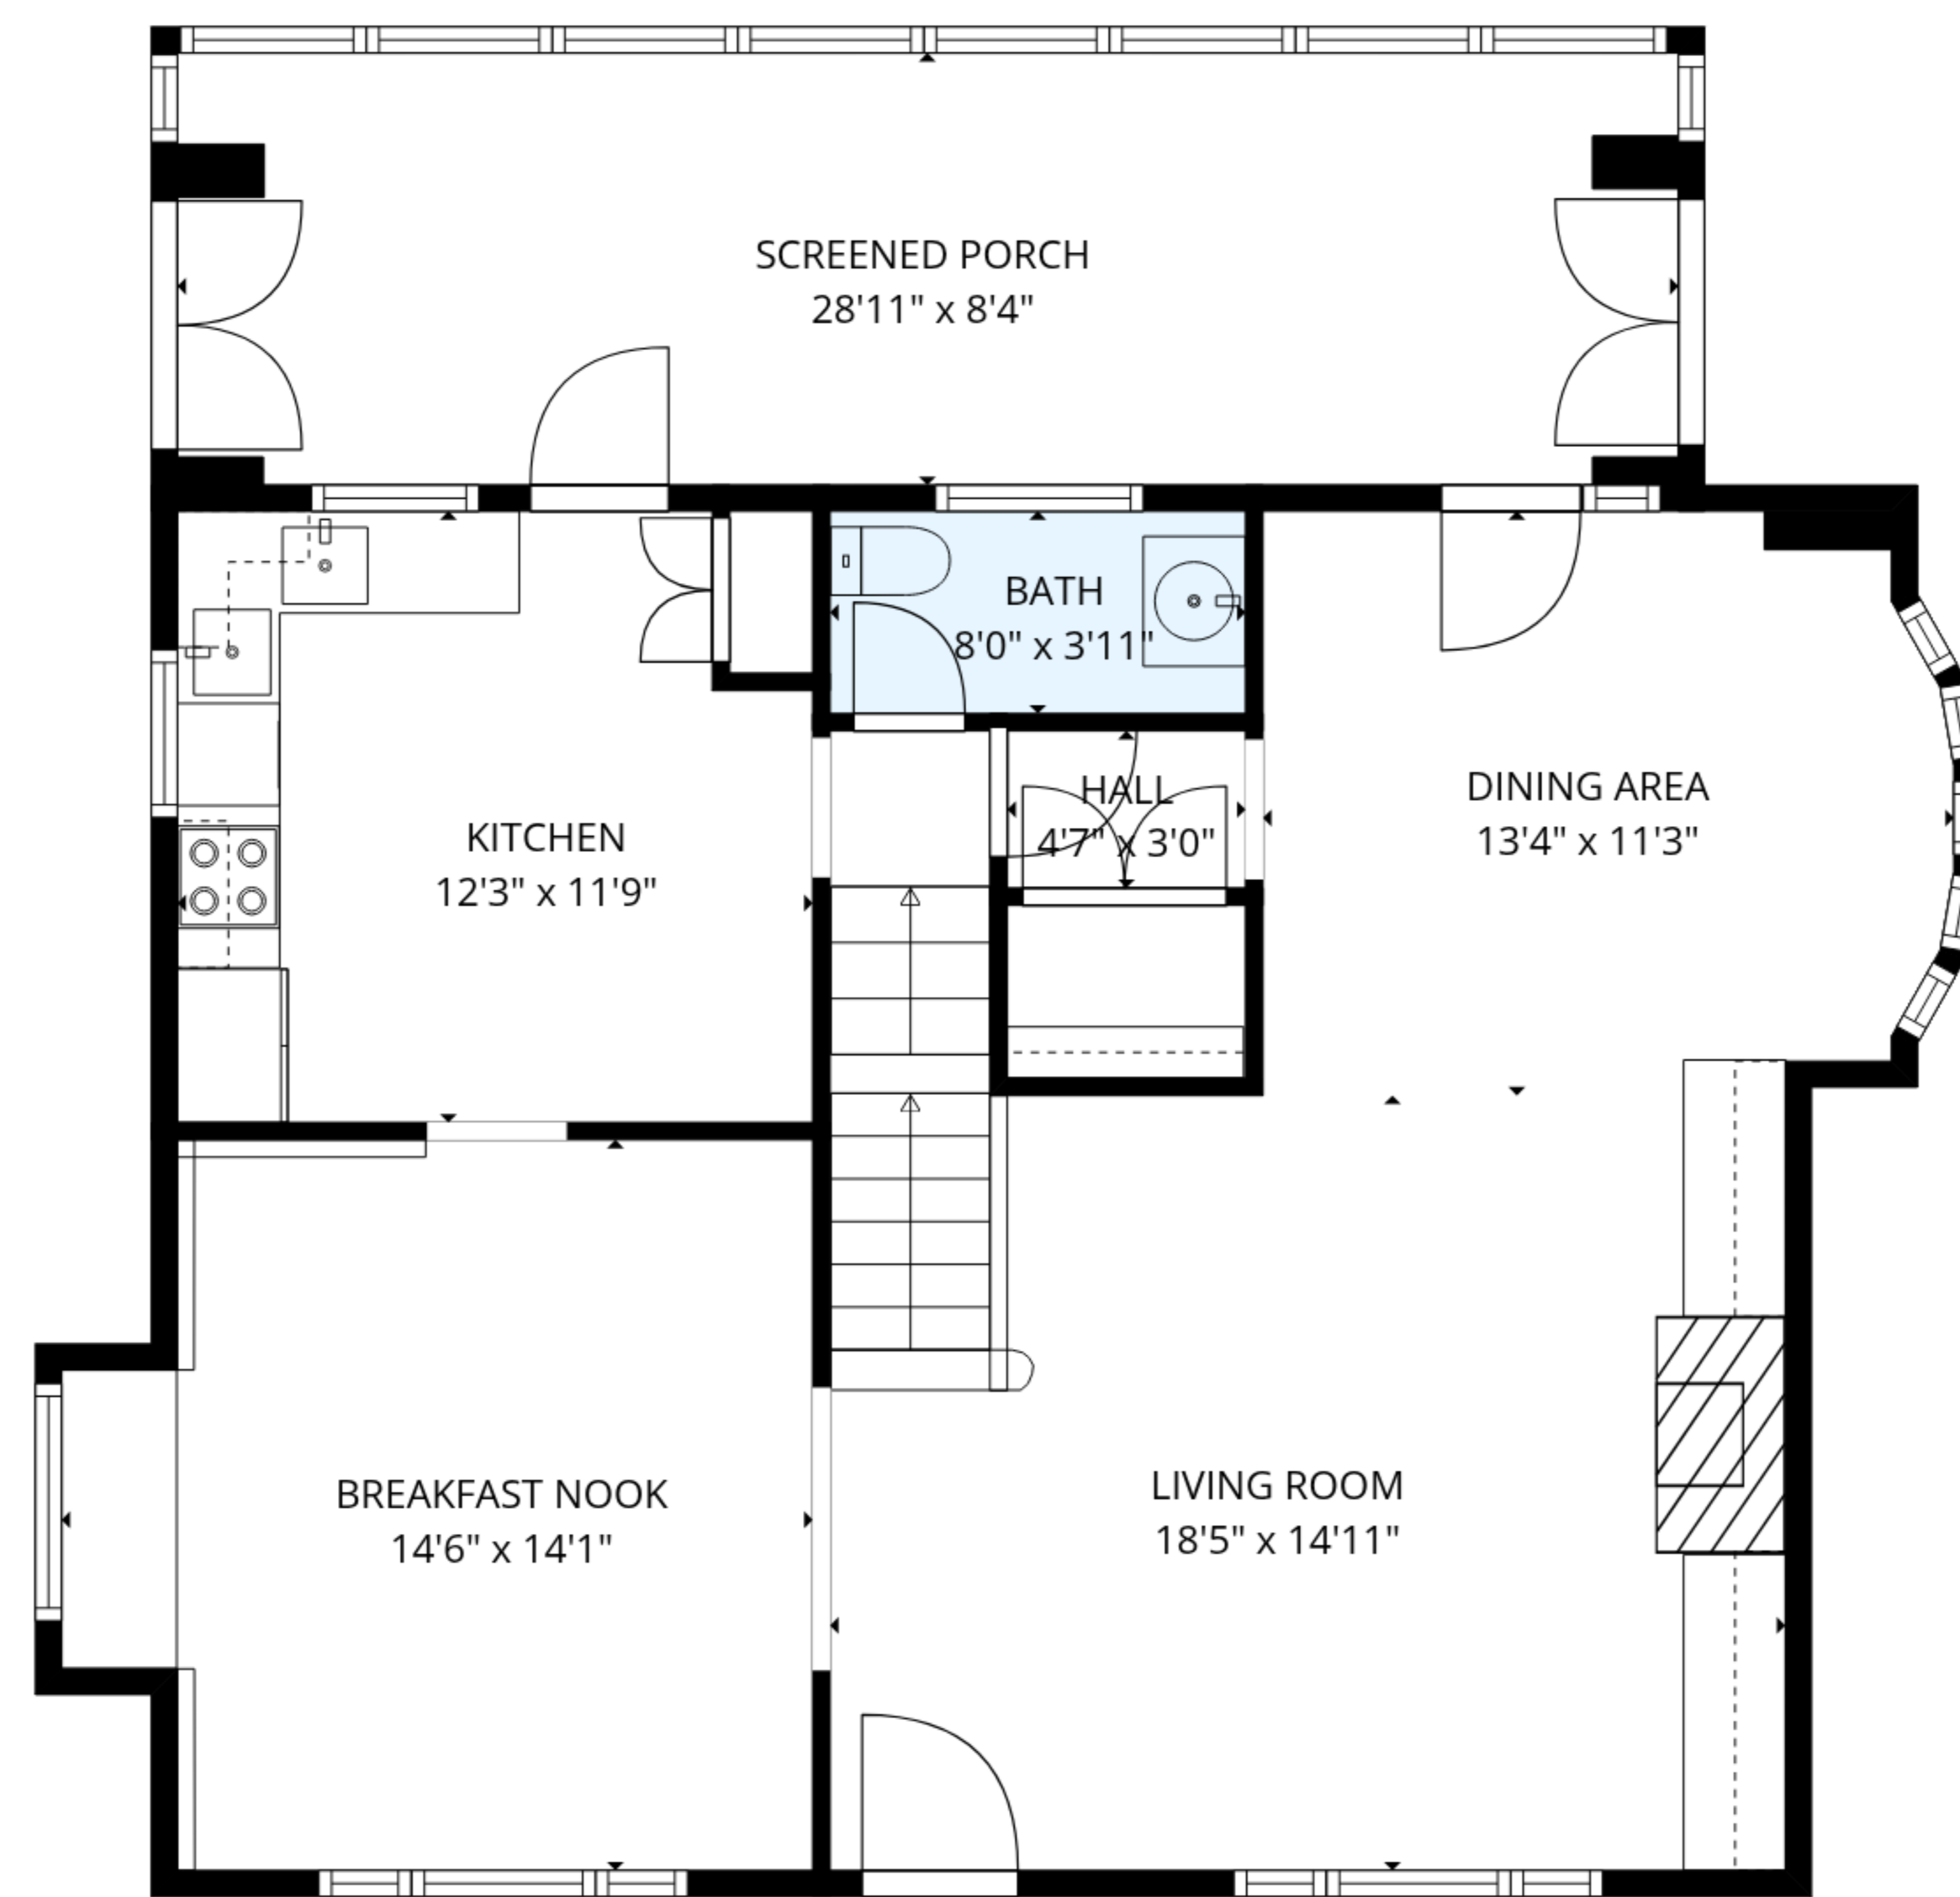 SCREENED PORCH
28'11" x 8'4"
BATH
8'0" x 3'11"
HALL
4'7" x 3'0"
DINING AREA
13'4" x 11'3"
KITCHEN
12'3" x 11'9"
BREAKFAST NOOK
14'6" x 14'1"
LIVING ROOM
18'5" x 14'11"